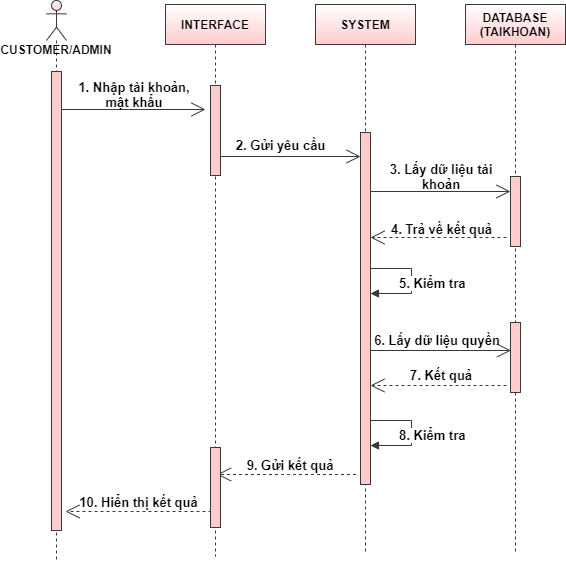 CUSTOMER/ADMIN
INTERFACE
SYSTEM
DATABASE
(TAIKHOAN)
1. Nhập tài khoản,
mật khẩu
2. Gửi yêu cầu
3. Lấy dữ liệu tài
khoản
4. Trả về kết quả
5. Kiểm tra
6. Lấy dữ liệu quyền
7. Kết quả
8. Kiểm tra
9. Gửi kết quả
10. Hiển thị kết quả